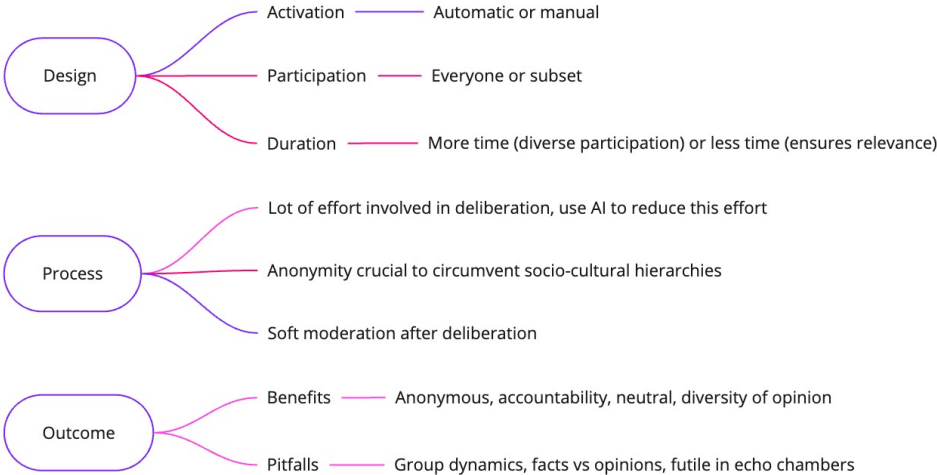 Activation
Automatic or manual
Design
Participation
Everyone or subset
Duration
More time (diverse participation) or less time (ensures relevance)
Lot of effort involved in deliberation, use AI to reduce this effort
Process
Anonymity crucial to circumvent socio-cultural hierarchies
Soft moderation after deliberation
Benefits
Anonymous, accountability, neutral, diversity of opinion
Outcome
Pitfalls
Group dynamics, facts vs opinions, futile in echo chambers